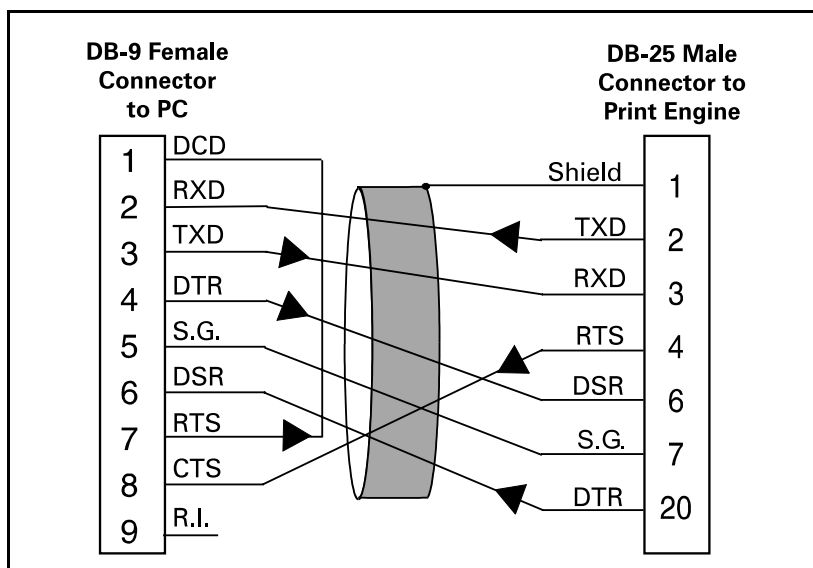 DB-9 Female
Connector
to PC
1 DCD
2 RXD
3 TXD
4 DTR
5 S.G.
6 DSR
7 RTS
8 CTS
9 R.I.
DB-25 Male
Connector to
Print Engine
Shield 1
TXD 2
RXD 3
RTS 4
DSR 6
S.G. 7
DTR 20